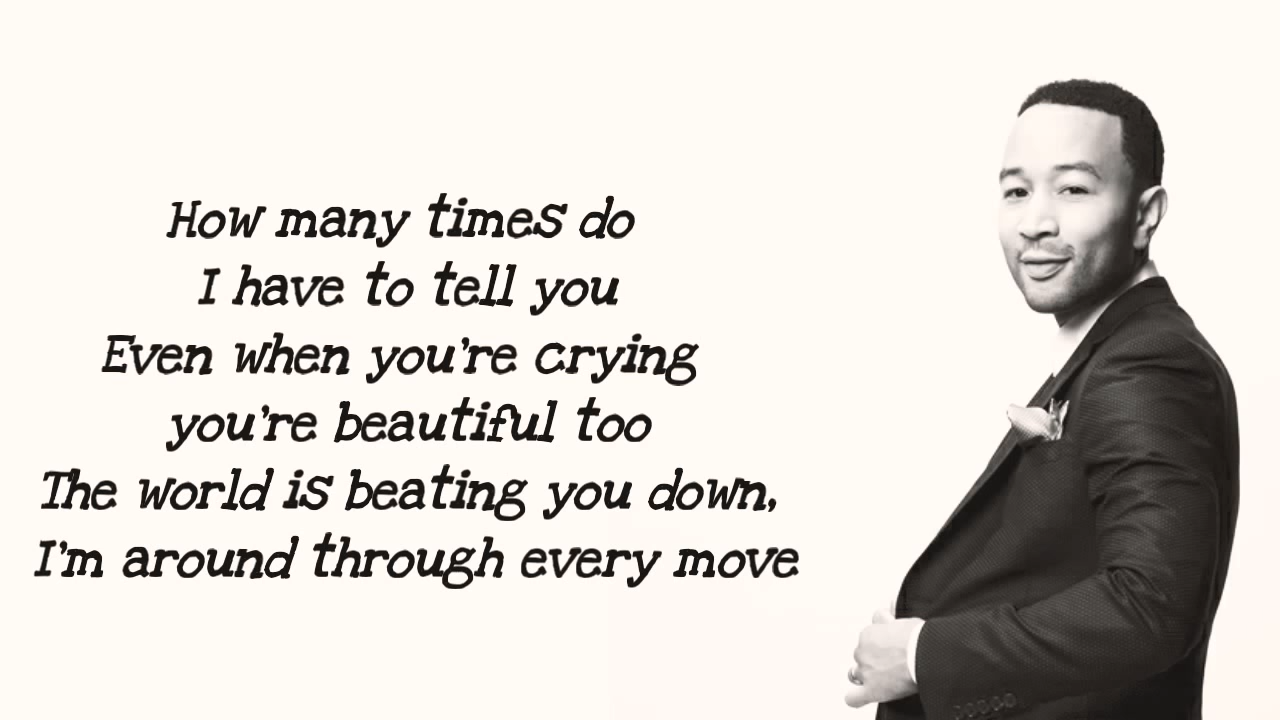 How many times do
I have to tell you
Even when you're crying
you're beautiful too
The world is beating you down,
I'm around through every move